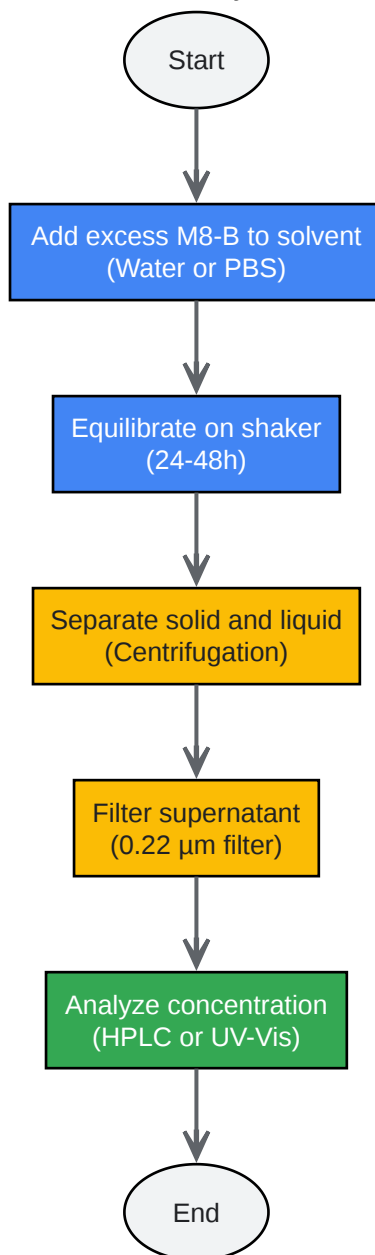 Start
Add excess M8-B to solvent
(Water or PBS)
Equilibrate on shaker
(24-48h)
Separate solid and liquid
(Centrifugation)
Filter supernatant
(0.22 µm filter)
Analyze concentration
(HPLC or UV-Vis)
End